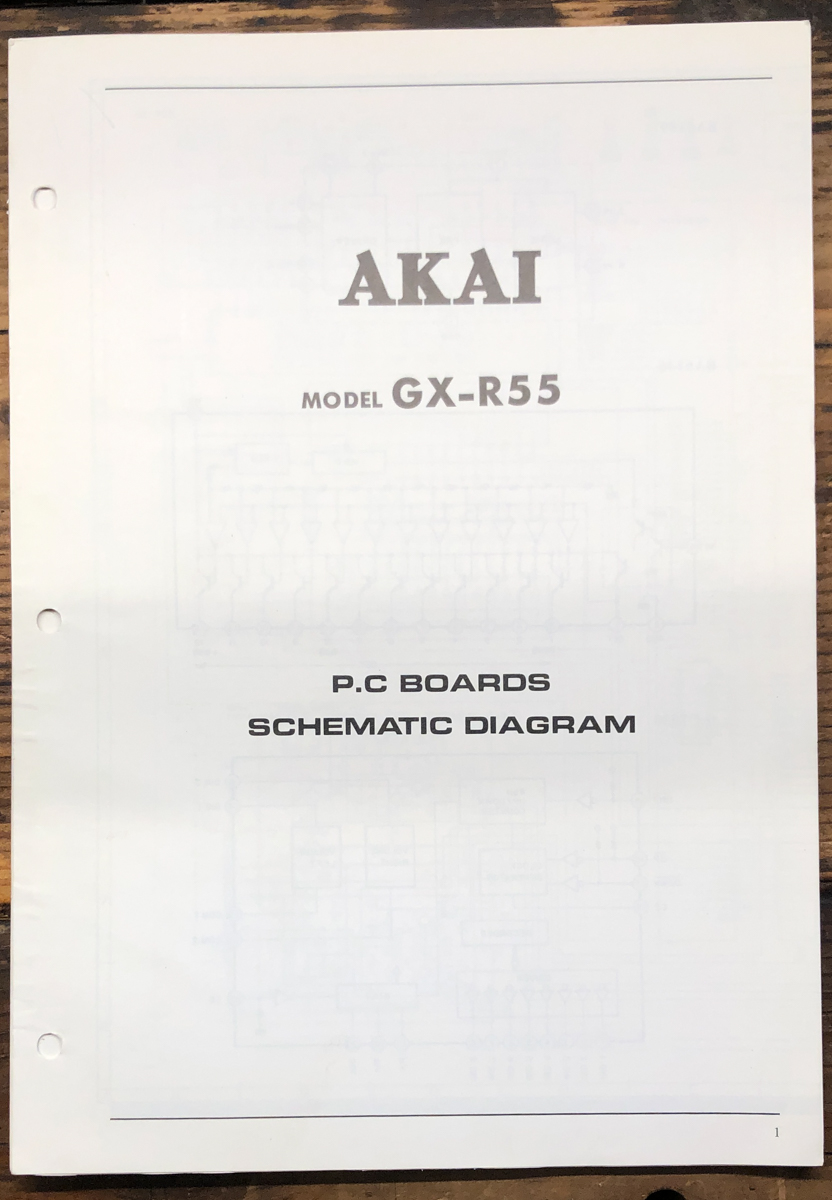 AKAI
MODEL GX-R55
P.C BOARDS
SCHEMATIC DIAGRAM
1